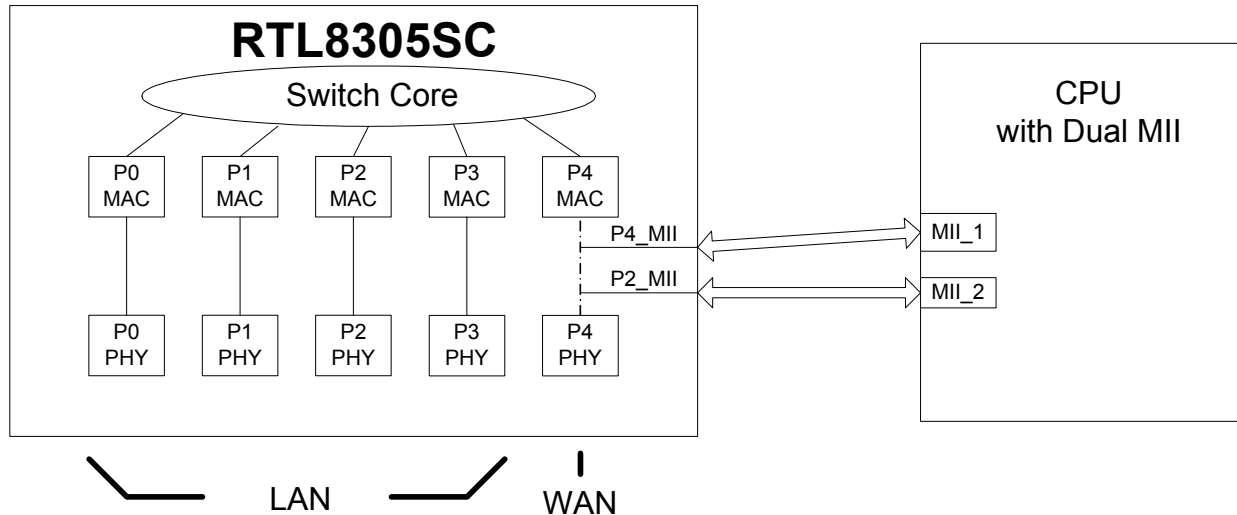 RTL8305SC
Switch Core
CPU
with Dual MII
P0
MAC
P1
MAC
P2
MAC
P3
MAC
P4
MAC
P4_MII
MII_1
P2_MII
MII_2
P0
PHY
P1
PHY
P2
PHY
P3
PHY
P4
PHY
LAN
WAN